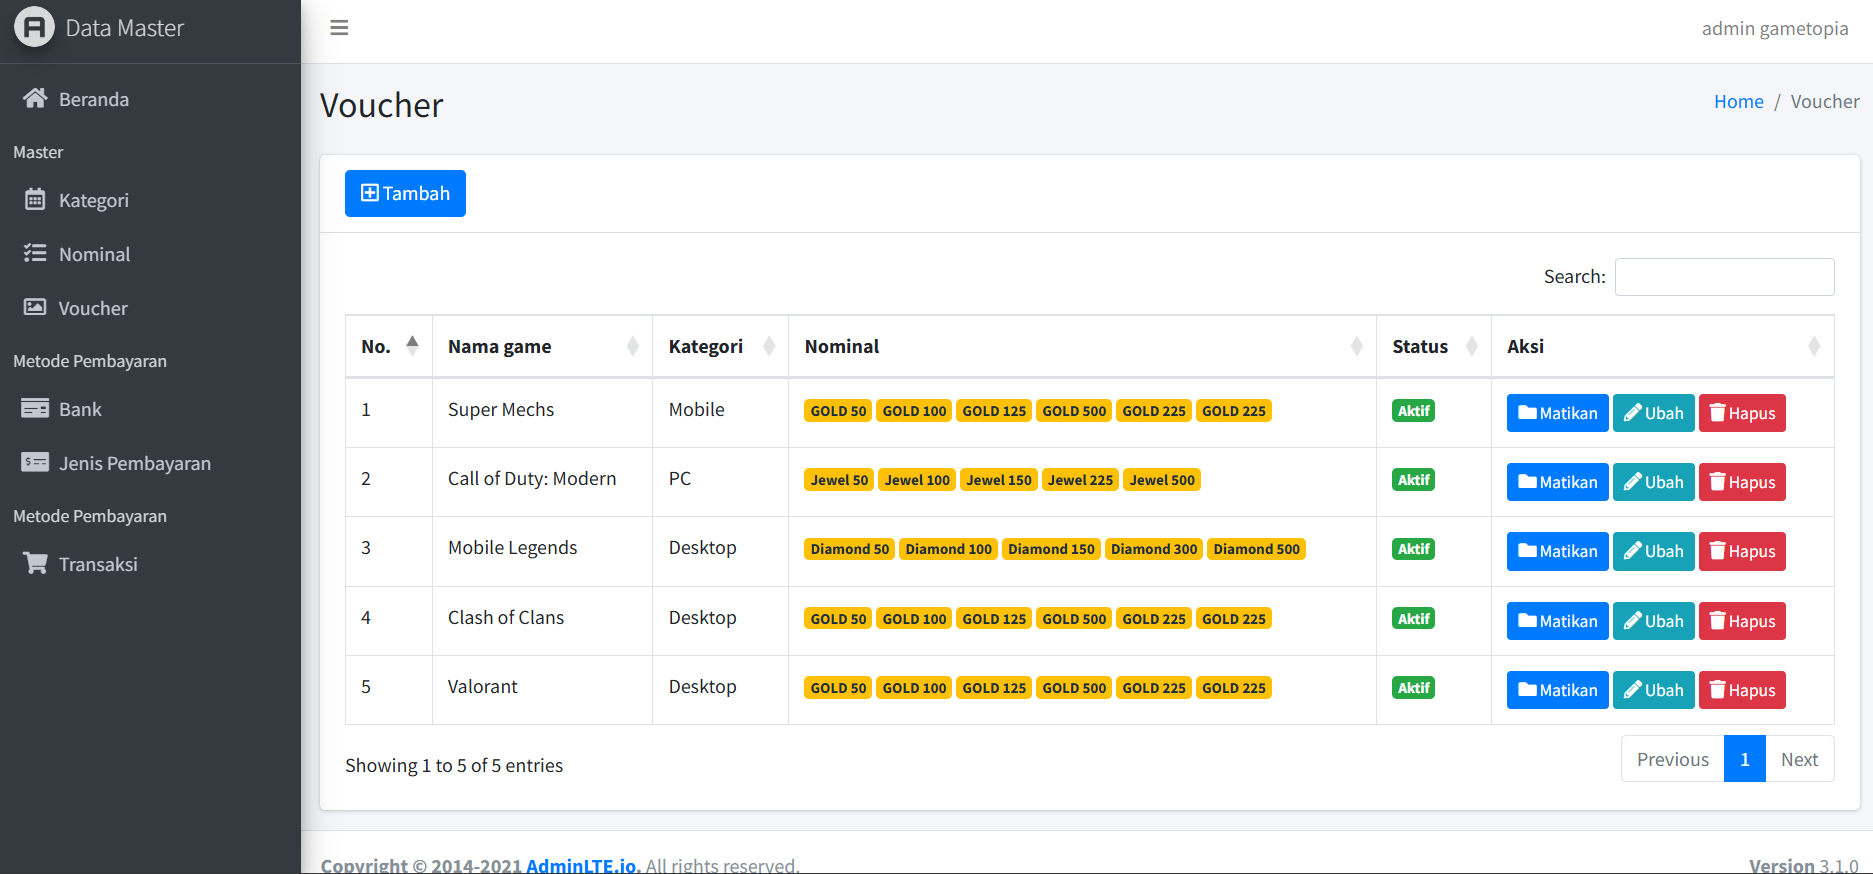 Data Master
admin gametopia
Beranda
Master
Kategori
Nominal
Voucher
Metode Pembayaran
Bank
Jenis Pembayaran
Metode Pembayaran
Transaksi
Voucher
Home / Voucher
Tambah
Search:
No. Nama game Kategori Nominal Status Aksi
1 Super Mechs Mobile GOLD 50 GOLD 100 GOLD 125 GOLD 500 GOLD 225 GOLD 225 Aktif Matikan Ubah Hapus
2 Call of Duty: Modern PC Jewel 50 Jewel 100 Jewel 150 Jewel 225 Jewel 500 Aktif Matikan Ubah Hapus
3 Mobile Legends Desktop Diamond 50 Diamond 100 Diamond 150 Diamond 300 Diamond 500 Aktif Matikan Ubah Hapus
4 Clash of Clans Desktop GOLD 50 GOLD 100 GOLD 125 GOLD 500 GOLD 225 GOLD 225 Aktif Matikan Ubah Hapus
5 Valorant Desktop GOLD 50 GOLD 100 GOLD 125 GOLD 500 GOLD 225 GOLD 225 Aktif Matikan Ubah Hapus
Showing 1 to 5 of 5 entries
Previous 1 Next
Copyright © 2014-2021 AdminLTE.io. All rights reserved.
Version 3.1.0